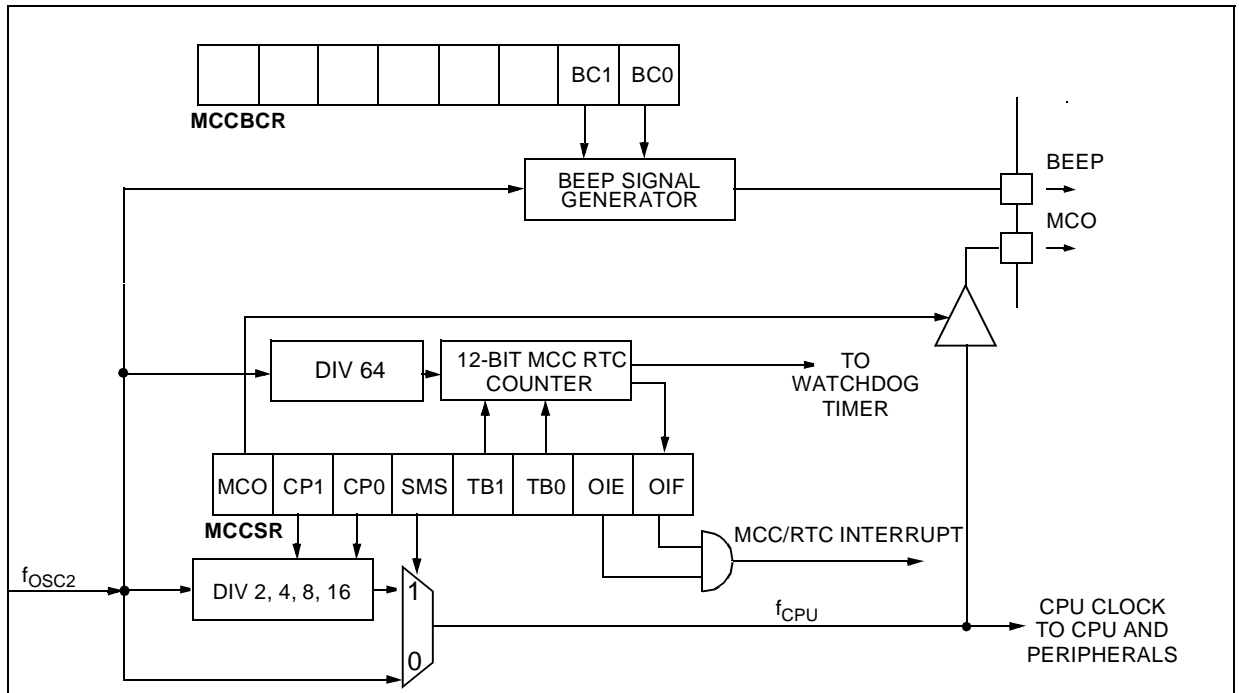 BC1 BC0
MCCBCR
BEEP SIGNAL
GENERATOR
BEEP
MCO
DIV 64
12-BIT MCC RTC
COUNTER
TO
WATCHDOG
TIMER
MCO CP1 CP0 SMS TB1 TB0 OIE OIF
MCCSR
MCC/RTC INTERRUPT
fOSC2
DIV 2, 4, 8, 16
1
0
fCPU
CPU CLOCK
TO CPU AND
PERIPHERALS